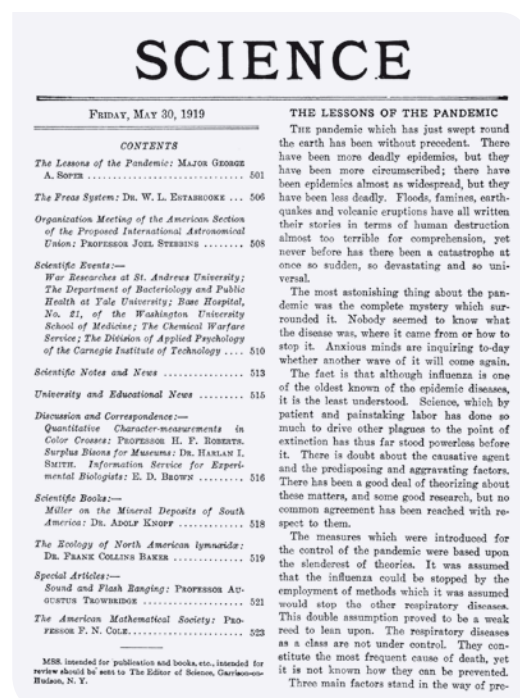 SCIENCE
FRIDAY, MAY 30, 1919
CONTENTS
The Lessons of the Pandemic: MAJOR GEORGE
A. SOPER ........................ 501
The Freas System: DR. W. L. ESTABROOKE ... 506
Organization Meeting of the American Section
of the Proposed International Astronomical
Union: PROFESSOR JOEL STEBBINS ........ 508
Scientific Events:—
War Researches at St. Andrews University;
The Department of Bacteriology and Public
Health at Yale University; Base Hospital,
No. 21, of the Washington University
School of Medicine; The Chemical Warfare
Service; The Division of Applied Psychology
of the Carnegie Institute of Technology .... 510
Scientific Notes and News ................ 513
University and Educational News ........... 515
Discussion and Correspondence:—
Quantitative Character-measurements in
Color Crosses: PROFESSOR H. F. ROBERTS.
Surplus Bisons for Museums: DR. HARLAN I.
SMITH. Information Service for Experi-
mental Biologists: E. D. BROWN .......... 516
Scientific Books:—
Miller on the Mineral Deposits of South
America: DR. ADOLF KNOPF ............. 518
The Ecology of North American lymnæidæ:
DR. FRANK COLLINS BAKER ............. 519
Special Articles:—
Sound and Flash Ranging: PROFESSOR AU-
GUSTUS TROWBRIDGE .................. 521
The American Mathematical Society: PRO-
FESSOR F. N. COLE ..................... 523
MSS. intended for publication and books, etc., intended for
review should be sent to The Editor of Science, Garrison-on-
Hudson, N. Y.
THE LESSONS OF THE PANDEMIC
THE pandemic which has just swept round
the earth has been without precedent. There
have been more deadly epidemics, but they
have been more circumscribed; there have
been epidemics almost as widespread, but they
have been less deadly. Floods, famines, earth-
quakes and volcanic eruptions have all written
their stories in terms of human destruction
almost too terrible for comprehension, yet
never before has there been a catastrophe at
once so sudden, so devastating and so uni-
versal.
The most astonishing thing about the pan-
demic was the complete mystery which sur-
rounded it. Nobody seemed to know what
the disease was, where it came from or how to
stop it. Anxious minds are inquiring to-day
whether another wave of it will come again.
The fact is that although influenza is one
of the oldest known of the epidemic diseases,
it is the least understood. Science, which by
patient and painstaking labor has done so
much to drive other plagues to the point of
extinction has thus far stood powerless before
it. There is doubt about the causative agent
and the predisposing and aggravating factors.
There has been a good deal of theorizing about
these matters, and some good research, but no
common agreement has been reached with re-
spect to them.
The measures which were introduced for
the control of the pandemic were based upon
the slenderest of theories. It was assumed
that the influenza could be stopped by the
employment of methods which it was assumed
would stop the other respiratory diseases.
This double assumption proved to be a weak
reed to lean upon. The respiratory diseases
as a class are not under control. They con-
stitute the most frequent cause of death, yet
it is not known how they can be prevented.
Three main factors stand in the way of pre-